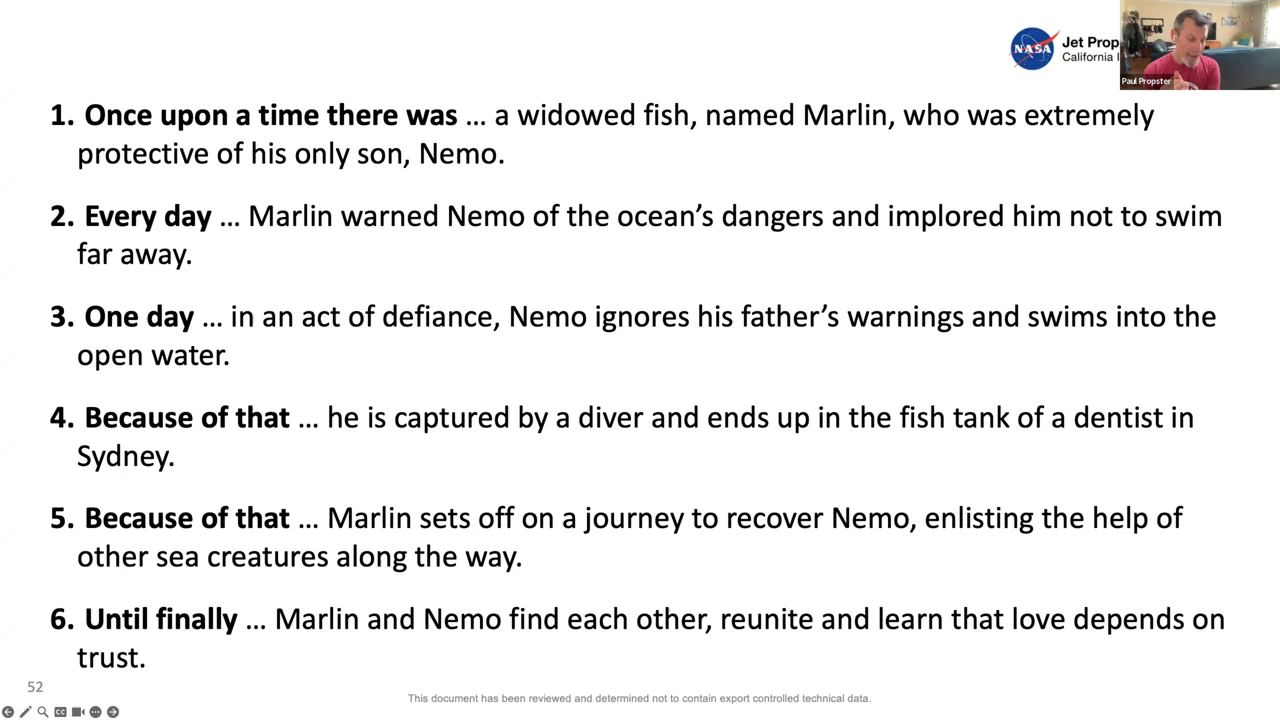 NASA
Jet Prop
California I
Paul Propster
1. Once upon a time there was … a widowed fish, named Marlin, who was extremely
protective of his only son, Nemo.
2. Every day … Marlin warned Nemo of the ocean’s dangers and implored him not to swim
far away.
3. One day … in an act of defiance, Nemo ignores his father’s warnings and swims into the
open water.
4. Because of that … he is captured by a diver and ends up in the fish tank of a dentist in
Sydney.
5. Because of that … Marlin sets off on a journey to recover Nemo, enlisting the help of
other sea creatures along the way.
6. Until finally … Marlin and Nemo find each other, reunite and learn that love depends on
trust.
52
This document has been reviewed and determined not to contain export controlled technical data.
CC